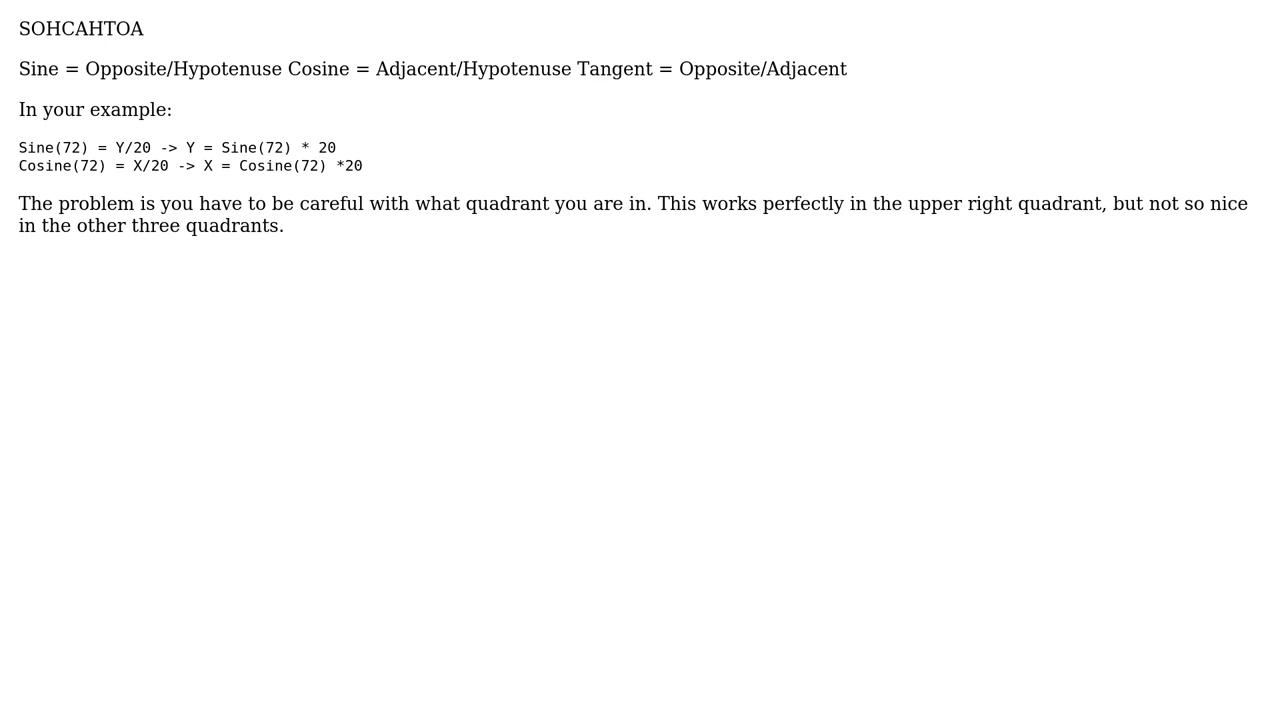 SOHCAHTOA
Sine = Opposite/Hypotenuse Cosine = Adjacent/Hypotenuse Tangent = Opposite/Adjacent
In your example:
Sine(72) = Y/20 -> Y = Sine(72) * 20
Cosine(72) = X/20 -> X = Cosine(72) *20
The problem is you have to be careful with what quadrant you are in. This works perfectly in the upper right quadrant, but not so nice
in the other three quadrants.